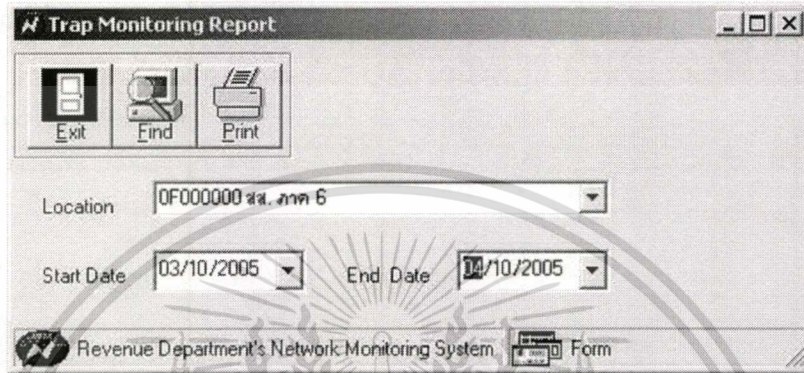 Trap Monitoring Report
Exit Find Print
Location 0F000000 สส. ภาค 6
Start Date 03/10/2005 End Date 04/10/2005
Revenue Department's Network Monitoring System Form